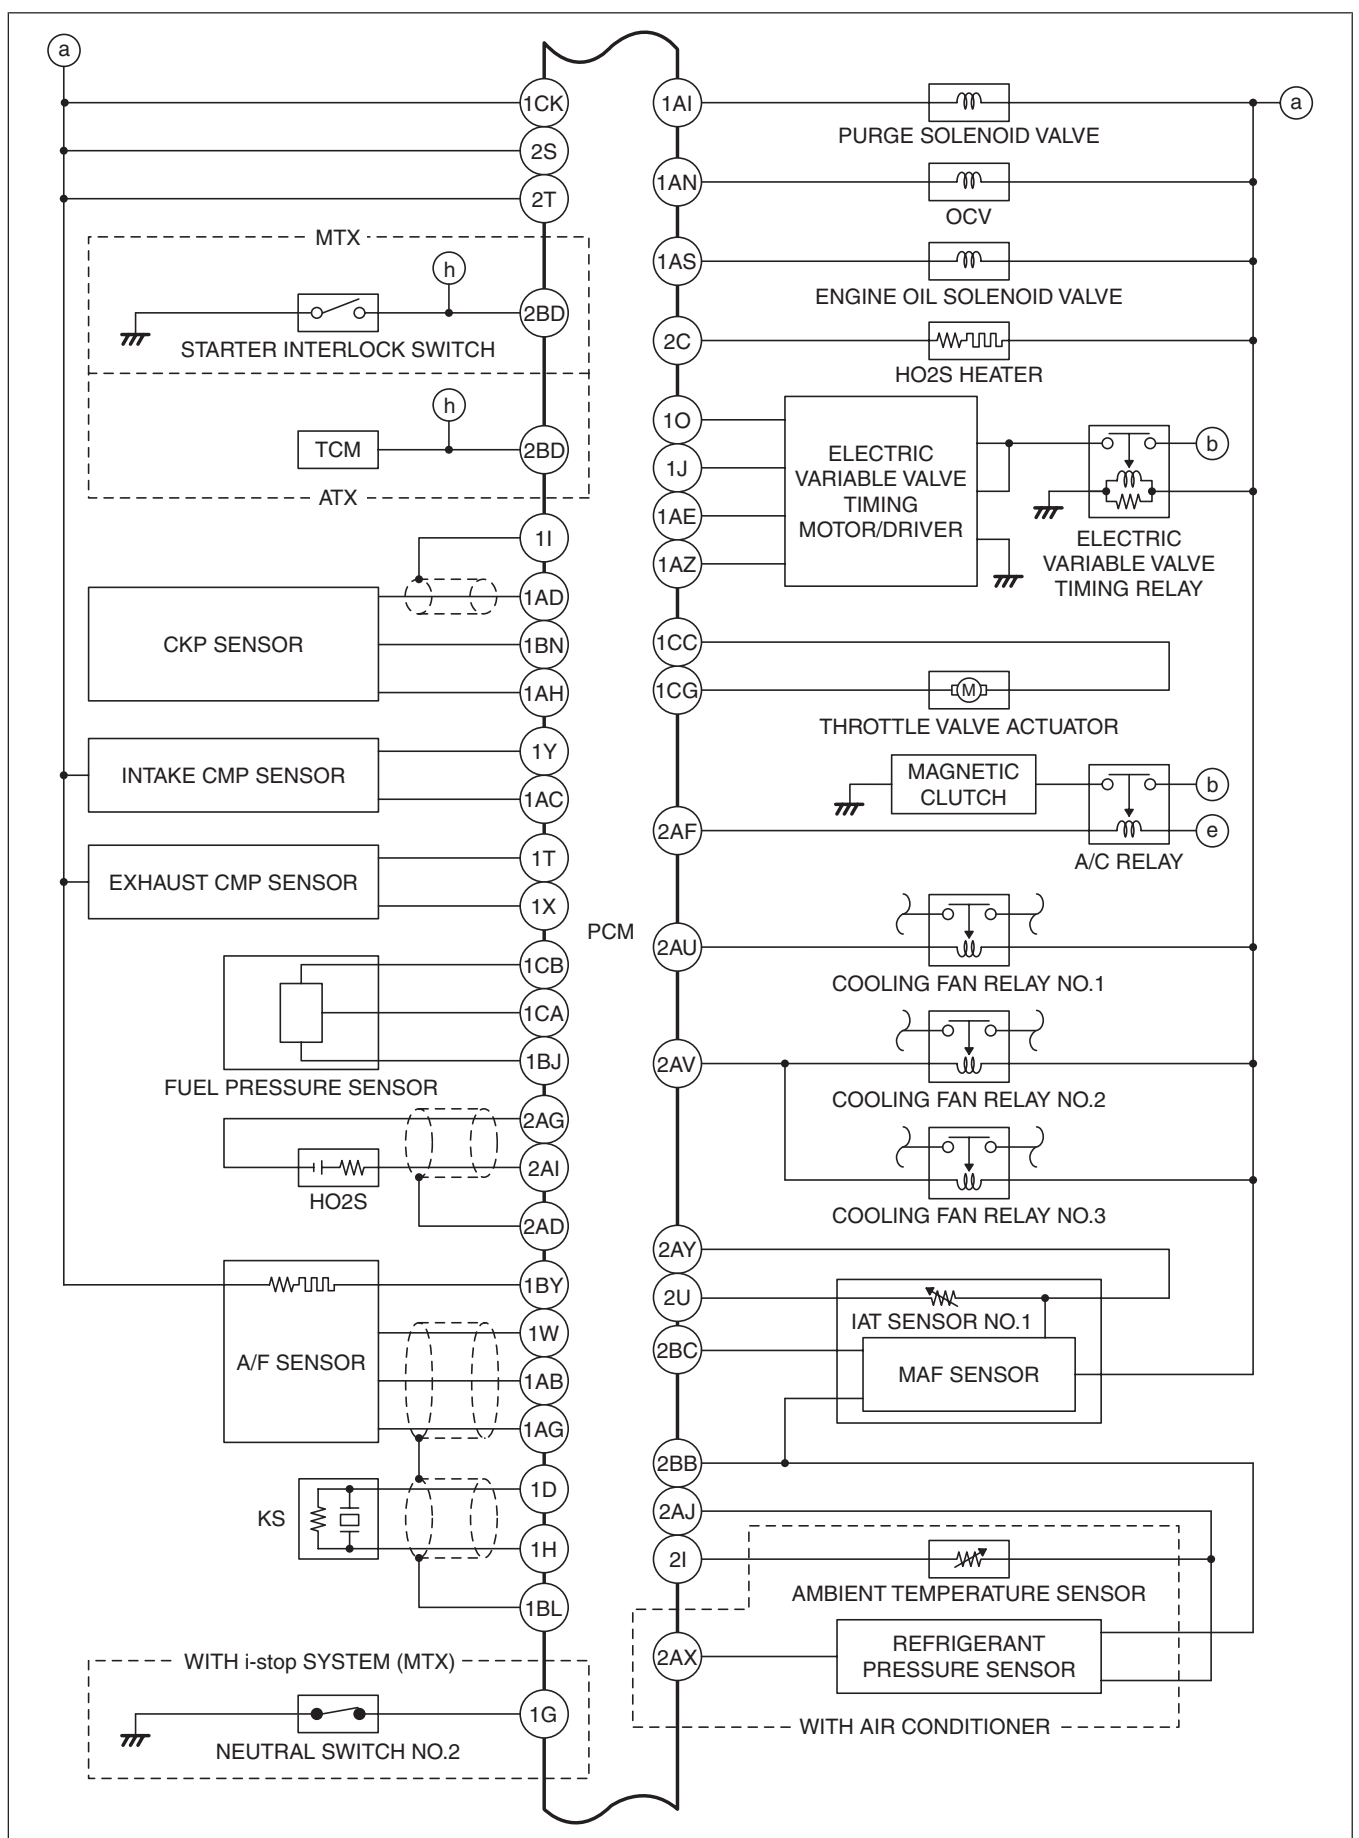 a
1CK
2S
2T
MTX
h
2BD
STARTER INTERLOCK SWITCH
h
TCM
2BD
ATX
1I
1AD
CKP SENSOR
1BN
1AH
1Y
INTAKE CMP SENSOR
1AC
1T
EXHAUST CMP SENSOR
1X
1CB
1CA
1BJ
FUEL PRESSURE SENSOR
2AG
2AI
HO2S
2AD
1BY
1W
A/F SENSOR
1AB
1AG
1D
KS
1H
1BL
WITH i-stop SYSTEM (MTX)
1G
NEUTRAL SWITCH NO.2
PCM
1AI
a
PURGE SOLENOID VALVE
1AN
OCV
1AS
ENGINE OIL SOLENOID VALVE
2C
HO2S HEATER
1O
1J
1AE
1AZ
ELECTRIC
VARIABLE VALVE
TIMING
MOTOR/DRIVER
b
ELECTRIC
VARIABLE VALVE
TIMING RELAY
1CC
1CG
M
THROTTLE VALVE ACTUATOR
MAGNETIC
CLUTCH
b
2AF
e
A/C RELAY
2AU
COOLING FAN RELAY NO.1
2AV
COOLING FAN RELAY NO.2
COOLING FAN RELAY NO.3
2AY
2U
IAT SENSOR NO.1
2BC
MAF SENSOR
2BB
2AJ
2I
AMBIENT TEMPERATURE SENSOR
2AX
REFRIGERANT
PRESSURE SENSOR
WITH AIR CONDITIONER